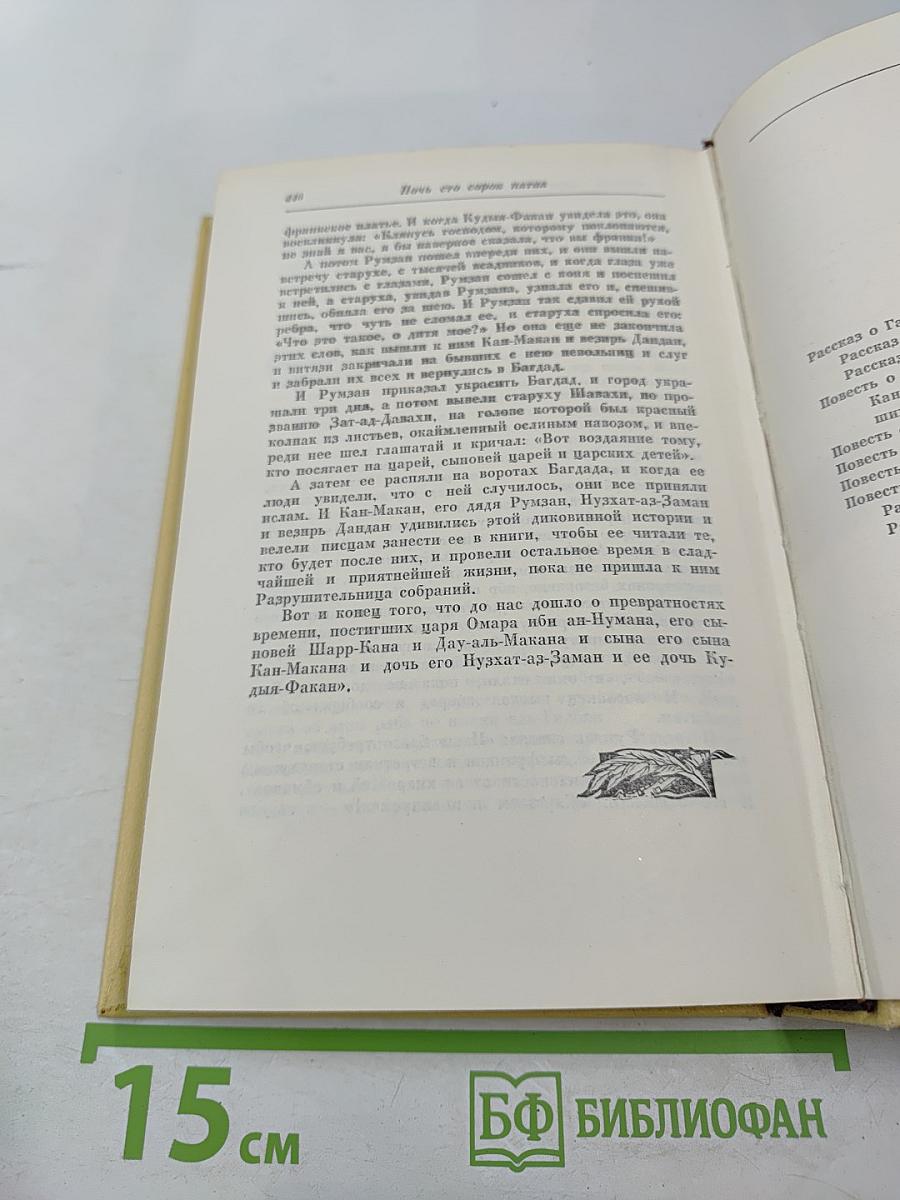 Ночь сто сорок пятая
франкское платье. И когда Кудыя-Факан увидела это, она
воскликнула: «Клянусь господом, которому поклоняются,
не знай я вас, я бы наверное сказала, что вы франки!»
А потом Румзан пошел впереди них, и они вышли на-
встречу старухе, с тысячей всадников, и когда глаза уже
встретились с глазами, Румзан сошел с коня и поспешил
к ней, а старуха, увидав Румзана, узнала его и, спешив-
шись, обняла его за шею. И Румзан так сдавил ей рукой
ребра, что чуть не сломал ее, и старуха спросила его:
«Что это такое, о дитя мое?» Но она еще не закончила
этих слов, как вышли к ним Кан-Макан и везирь Дандан,
и витязи закричали на бывших с нею невольниц и слуг
и забрали их всех и вернулись в Багдад.
И Румзан приказал украсить Багдад, и город укра-
шали три дня, а потом вывели старуху Шавахи, по про-
званию Зат-ад-Давахи, на голове которой был красный
колпак из листьев, окаймленный ослиным навозом, и впе-
реди нее шел глашатай и кричал: «Вот воздаяние тому,
кто посягает на царей, сыновей царей и царских детей».
А затем ее распяли на воротах Багдада, и когда ее
люди увидели, что с ней случилось, они все приняли
ислам. И Кан-Макан, его дядя Румзан, Нузхат-аз-Заман
и везирь Дандан удивились этой диковинной истории и
велели писцам занести ее в книги, чтобы ее читали те,
кто будет после них, и провели остальное время в слад-
чайшей и приятнейшей жизни, пока не пришла к ним
Разрушительница собраний.
Вот и конец того, что до нас дошло о превратностях
времени, постигших царя Омара ибн ан-Нумана, его сы-
новей Шарр-Кана и Дау-аль-Макана и сына его сына
Кан-Макана и дочь его Нузхат-аз-Заман и ее дочь Ку-
дыя-Факан».
Рассказ о Га
Рассказ
Рассказ
Повесть о
Кан
ши
Повесть
Повесть
Повесть
Повесть
Ра
Р
15 см
БФ БИБЛИОФАН